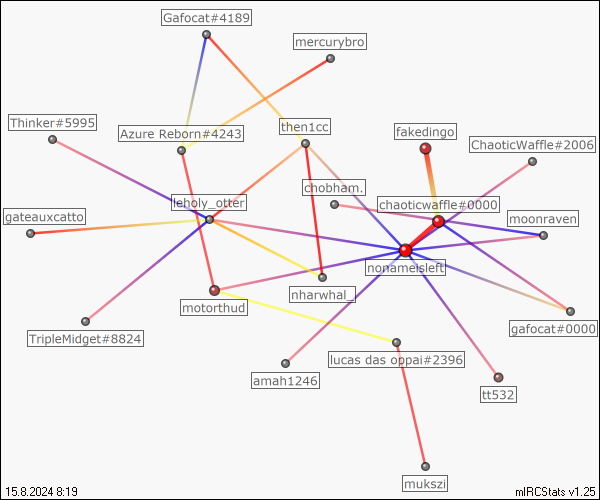 Gafocat#4189
mercurybro
Thinker#5995
Azure Reborn#4243
then1cc
fakedingo
ChaoticWaffle#2006
chobham.
leholy_otter
chaoticwaffle#0000
gateauxcatto
moonraven
nonameisleft
nharwhal_
motorthud
TripleMidget#8824
gafocat#0000
lucas das oppai#2396
amah1246
tt532
mukszi
15.8.2024 8:19
mIRCStats v1.25